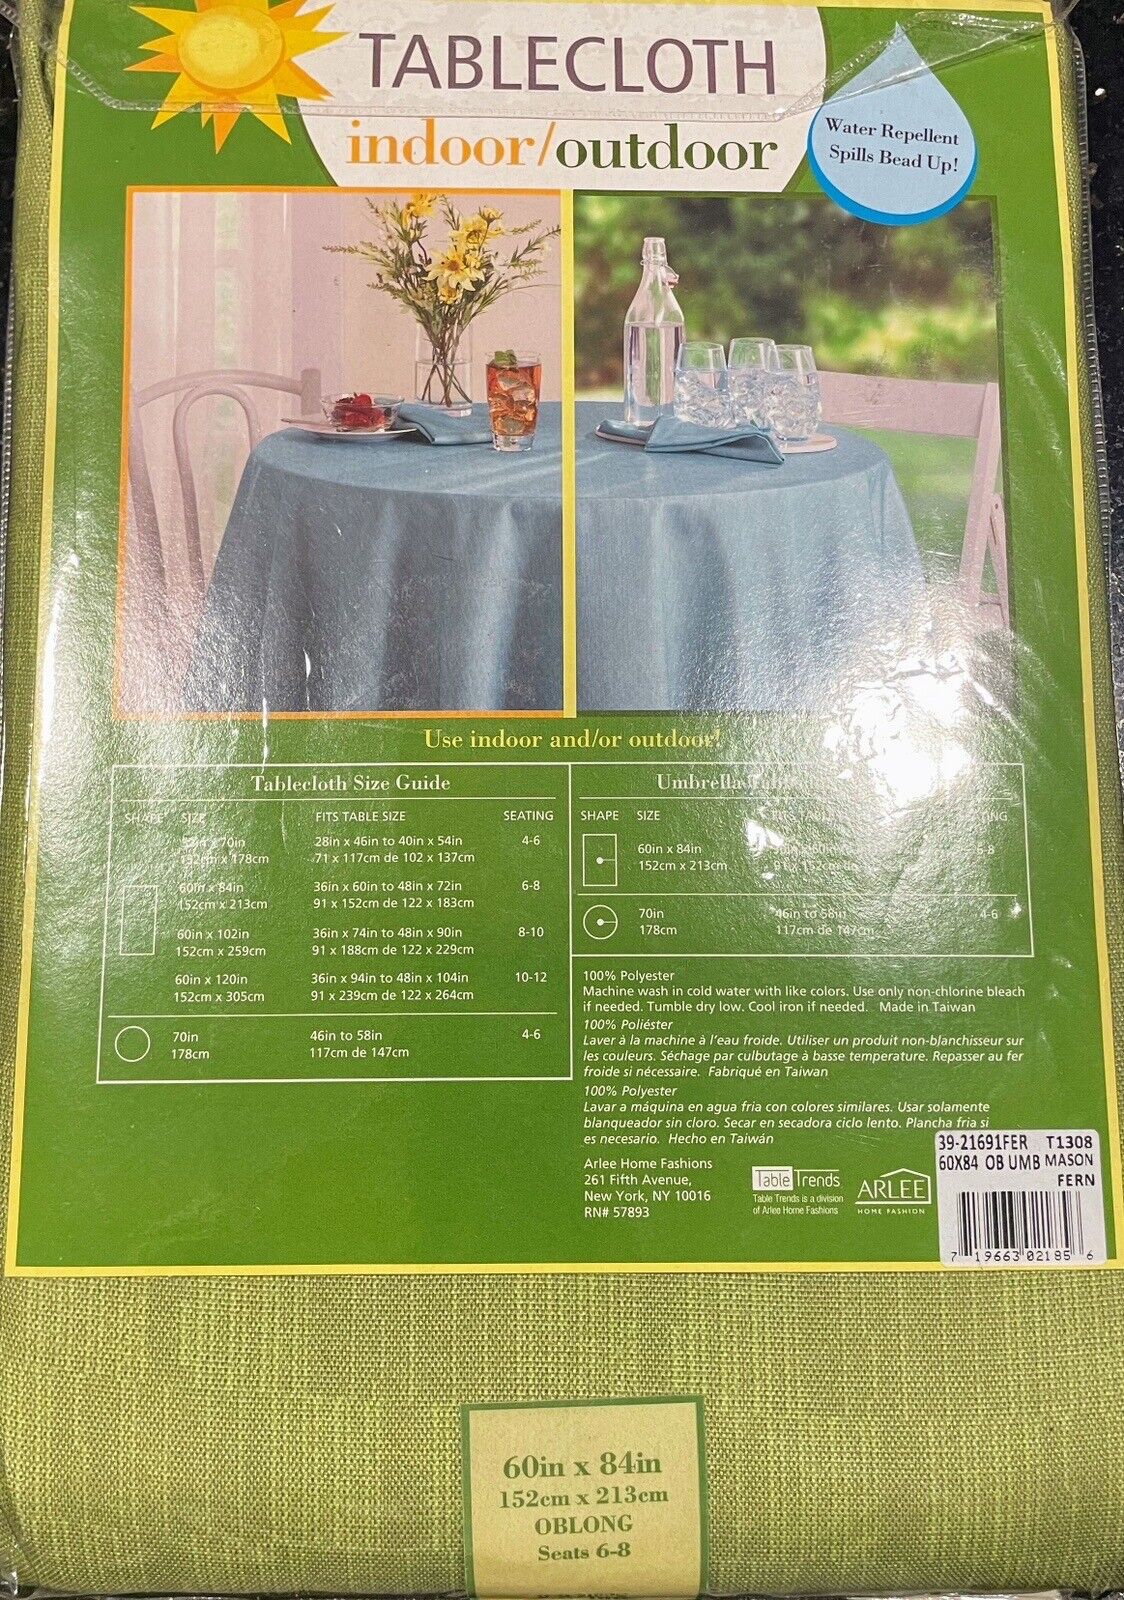 TABLECLOTH
indoor/outdoor
Water Repellent
Spills Bead Up!
Use indoor and/or outdoor!
Tablecloth Size Guide
SHAPE SIZE FITS TABLE SIZE SEATING
70in 28in x 46in to 40in x 54in 4-6
152cm x 178cm 71 x 117cm de 102 x 137cm
60in x 84in 36in x 60in to 48in x 72in 6-8
152cm x 213cm 91 x 152cm de 122 x 183cm
60in x 102in 36in x 74in to 48in x 90in 8-10
152cm x 259cm 91 x 188cm de 122 x 229cm
60in x 120in 36in x 94in to 48in x 104in 10-12
152cm x 305cm 91 x 239cm de 122 x 264cm
70in 46in to 58in 4-6
178cm 117cm de 147cm
Umbrella
SHAPE SIZE
60in x 84in
152cm x 213cm 91 x 152cm de
70in 46in to 58in 4-6
178cm 117cm de 147cm
100% Polyester
Machine wash in cold water with like colors. Use only non-chlorine bleach
if needed. Tumble dry low. Cool iron if needed. Made in Taiwan
100% Poliéster
Laver à la machine à l'eau froide. Utiliser un produit non-blanchisseur sur
les couleurs. Séchage par culbutage à basse temperature. Repasser au fer
froide si nécessaire. Fabriqué en Taiwan
100% Polyester
Lavar a máquina en agua fria con colores similares. Usar solamente
blanqueador sin cloro. Secar en secadora ciclo lento. Plancha fria si
es necesario. Hecho en Taiwán
Arlee Home Fashions
261 Fifth Avenue,
New York, NY 10016
RN# 57893
Table Trends
Table Trends is a division
of Arlee Home Fashions
ARLEE
HOME FASHION
39-21691FER T1308
60X84 OB UMB MASON
FERN
7 19663 02185 6
60in x 84in
152cm x 213cm
OBLONG
Seats 6-8